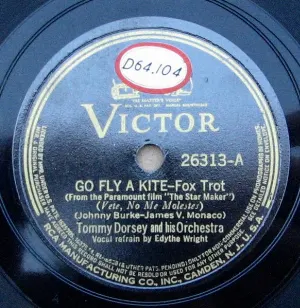 D64.104
VICTOR
26313-A
GO FLY A KITE-Fox Trot
(From the Paramount film "The Star Maker")
(Vete, No Me Molestes)
(Johnny Burke-James V. Monaco)
Tommy Dorsey and his Orchestra
Vocal refrain by Edythe Wright
RCA MANUFACTURING CO., INC., CAMDEN, N.J., U.S.A.